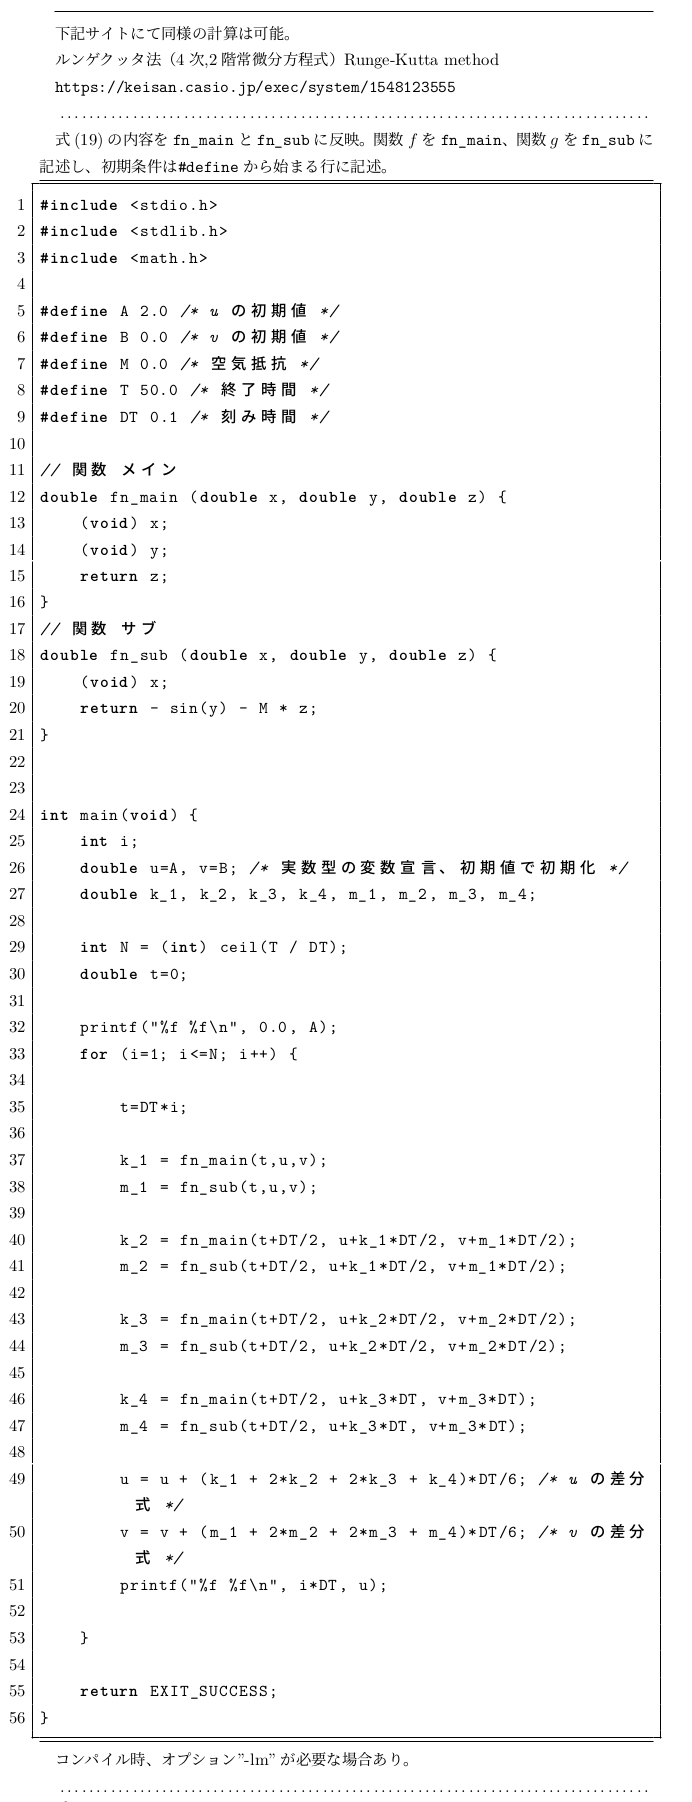 下記サイトにて同様の計算は可能。
ルンゲクッタ法（4 次,2 階常微分方程式）Runge-Kutta method
https://keisan.casio.jp/exec/system/1548123555
式 (19) の内容を fn_main と fn_sub に反映。関数 f を fn_main、関数 g を fn_sub に
記述し、初期条件は#define から始まる行に記述。
1 #include <stdio.h>
2 #include <stdlib.h>
3 #include <math.h>
4
5 #define A 2.0 /* u の初期値 */
6 #define B 0.0 /* v の初期値 */
7 #define M 0.0 /* 空気抵抗 */
8 #define T 50.0 /* 終了時間 */
9 #define DT 0.1 /* 刻み時間 */
10
11 // 関数 メイン
12 double fn_main (double x, double y, double z) {
13     (void) x;
14     (void) y;
15     return z;
16 }
17 // 関数 サブ
18 double fn_sub (double x, double y, double z) {
19     (void) x;
20     return - sin(y) - M * z;
21 }
22
23
24 int main(void) {
25     int i;
26     double u=A, v=B; /* 実数型の変数宣言、初期値で初期化 */
27     double k_1, k_2, k_3, k_4, m_1, m_2, m_3, m_4;
28
29     int N = (int) ceil(T / DT);
30     double t=0;
31
32     printf("%f %f\n", 0.0, A);
33     for (i=1; i<=N; i++) {
34
35         t=DT*i;
36
37         k_1 = fn_main(t,u,v);
38         m_1 = fn_sub(t,u,v);
39
40         k_2 = fn_main(t+DT/2, u+k_1*DT/2, v+m_1*DT/2);
41         m_2 = fn_sub(t+DT/2, u+k_1*DT/2, v+m_1*DT/2);
42
43         k_3 = fn_main(t+DT/2, u+k_2*DT/2, v+m_2*DT/2);
44         m_3 = fn_sub(t+DT/2, u+k_2*DT/2, v+m_2*DT/2);
45
46         k_4 = fn_main(t+DT/2, u+k_3*DT, v+m_3*DT);
47         m_4 = fn_sub(t+DT/2, u+k_3*DT, v+m_3*DT);
48
49         u = u + (k_1 + 2*k_2 + 2*k_3 + k_4)*DT/6; /* u の差分
式 */
50         v = v + (m_1 + 2*m_2 + 2*m_3 + m_4)*DT/6; /* v の差分
式 */
51         printf("%f %f\n", i*DT, u);
52
53     }
54
55     return EXIT_SUCCESS;
56 }
コンパイル時、オプション”-lm” が必要な場合あり。